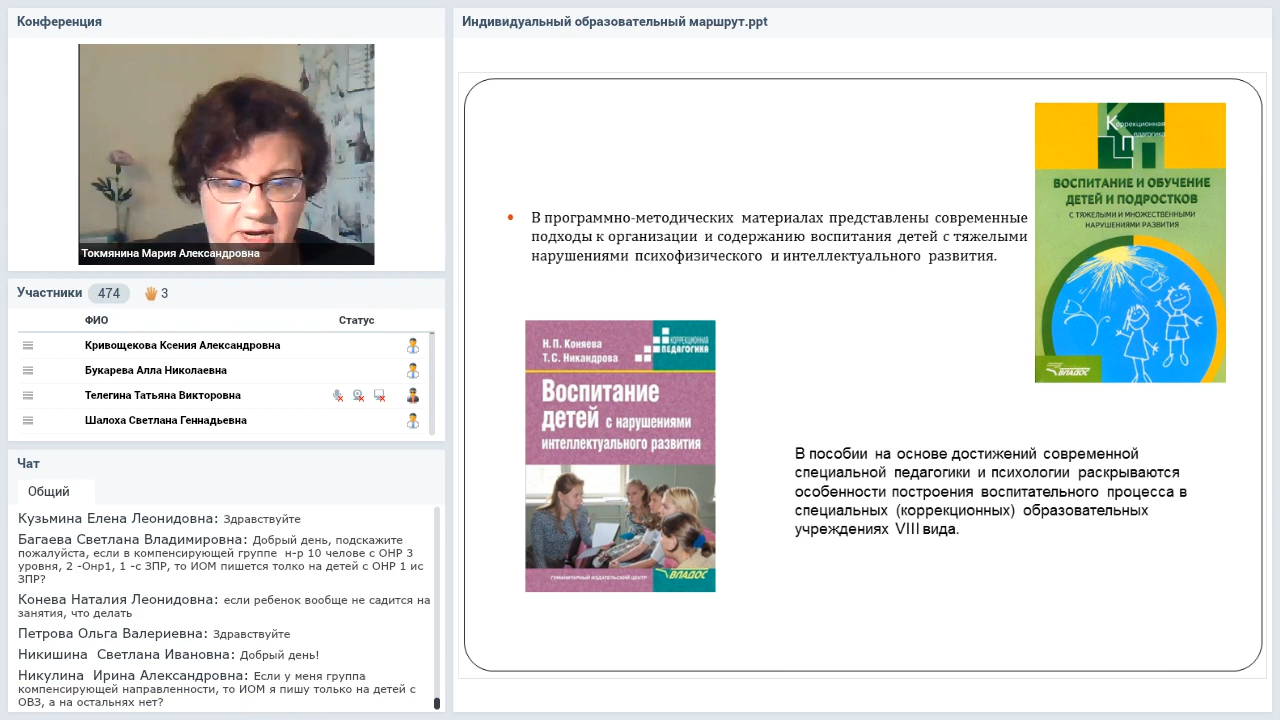 Конференция
Токмянина Мария Александровна
Участники 474 3
ФИО Статус
Кривощекова Ксения Александровна
Букарева Алла Николаевна
Телегина Татьяна Викторовна
Шалоха Светлана Геннадьевна
Чат
Общий
Кузьмина Елена Леонидовна: Здравствуйте
Багаева Светлана Владимировна: Добрый день, подскажите
пожалуйста, если в компенсирующей группе н-р 10 челове с ОНР 3
уровня, 2 -Онр1, 1 -с ЗПР, то ИОМ пишется толко на детей с ОНР 1 ис
ЗПР?
Конева Наталия Леонидовна: если ребенок вообще не садится на
занятия, что делать
Петрова Ольга Валериевна: Здравствуйте
Никишина Светлана Ивановна: Добрый день!
Никулина Ирина Александровна: Если у меня группа
компенсирующей направленности, то ИОМ я пишу только на детей с
ОВЗ, а на остальнях нет?
Индивидуальный образовательный маршрут.ppt
• В программно-методических материалах представлены современные
подходы к организации и содержанию воспитания детей с тяжелыми
нарушениями психофизического и интеллектуального развития.
Коррекционная
педагогика
ВОСПИТАНИЕ И ОБУЧЕНИЕ
ДЕТЕЙ И ПОДРОСТКОВ
С ТЯЖЕЛЫМИ И МНОЖЕСТВЕННЫМИ
НАРУШЕНИЯМИ РАЗВИТИЯ
ВЛАДОС
Н. П. Коняева
Т. С. Никандрова
КОРРЕКЦИОННАЯ
ПЕДАГОГИКА
Воспитание
детей с нарушениями
интеллектуального развития
ГУМАНИТАРНЫЙ ИЗДАТЕЛЬСКИЙ ЦЕНТР
ВЛАДОС
В пособии на основе достижений современной
специальной педагогики и психологии раскрываются
особенности построения воспитательного процесса в
специальных (коррекционных) образовательных
учреждениях VIII вида.